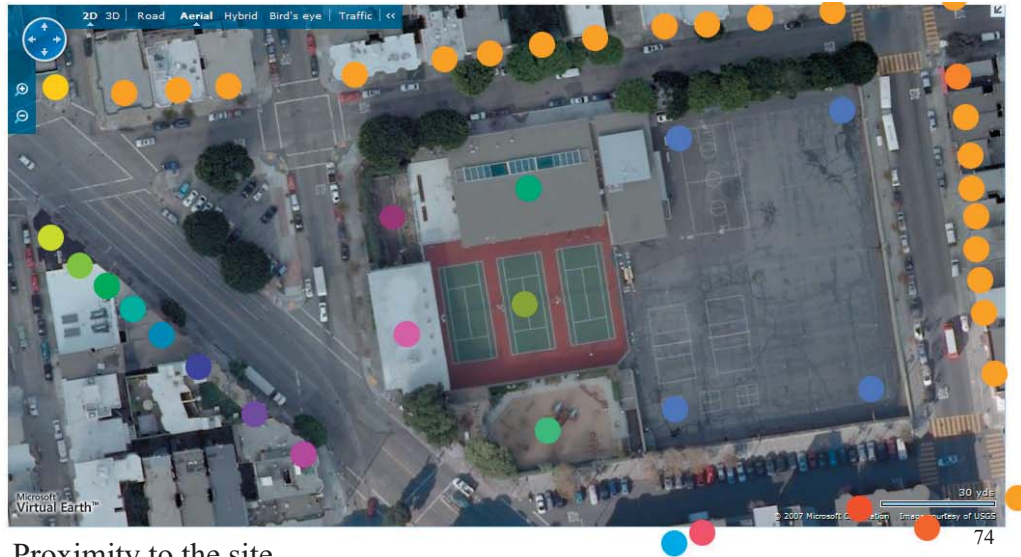 2D 3D | Road Aerial Hybrid Bird's eye | Traffic | <<
Microsoft®
Virtual Earth™
30 yds
© 2007 Microsoft Corporation Image courtesy of USGS
74
Proximity to the site